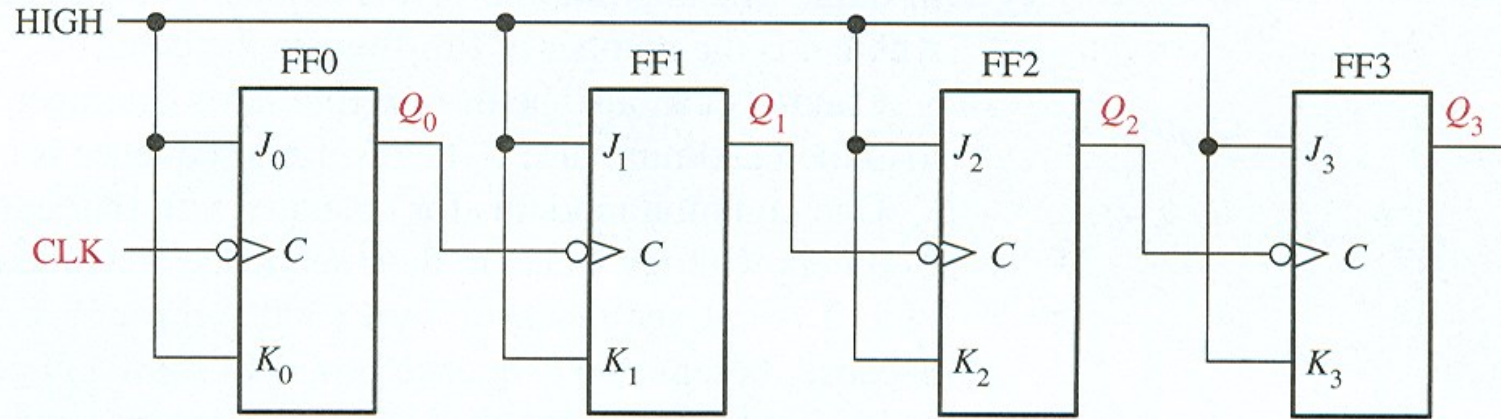 HIGH
FF0 FF1 FF2 FF3
Q0 Q1 Q2 Q3
J0 J1 J2 J3
CLK C C C C
K0 K1 K2 K3